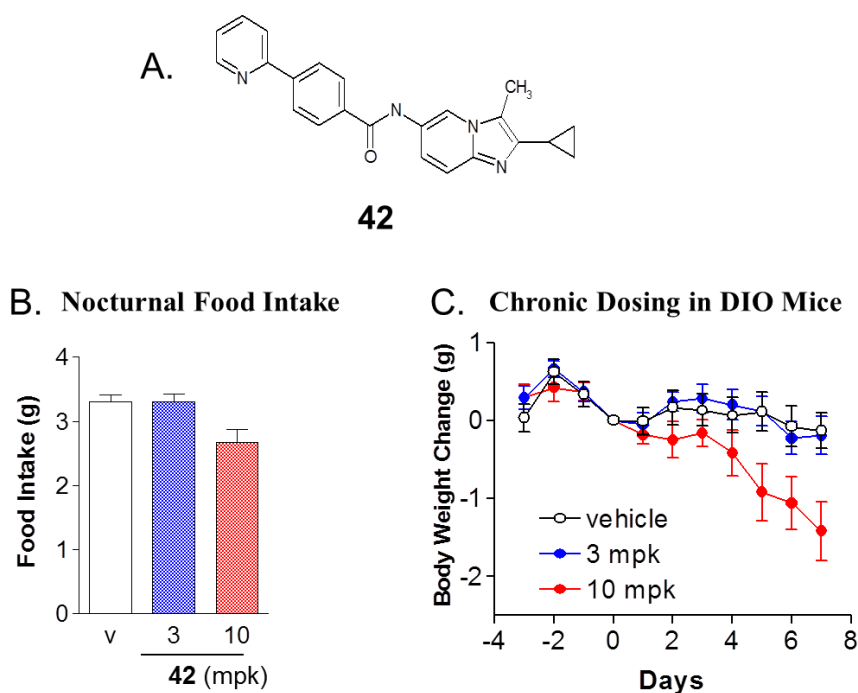 A.
N
N
H
O
N
CH3
N
42
B. Nocturnal Food Intake
Food Intake (g)
4
3
2
1
0
v 3 10
42 (mpk)
C. Chronic Dosing in DIO Mice
Body Weight Change (g)
1
0
-1
-2
vehicle
3 mpk
10 mpk
-4 -2 0 2 4 6 8
Days